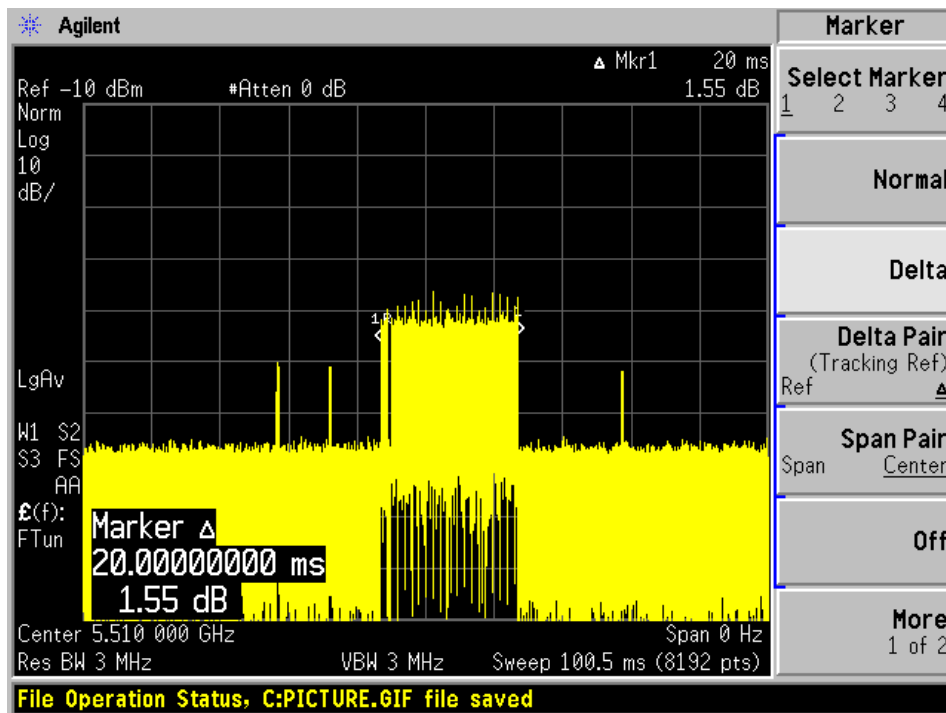 Agilent
Δ Mkr1 20 ms
Ref -10 dBm #Atten 0 dB 1.55 dB
Norm
Log
10
dB/
1R
LgAv
W1 S2
S3 FS
AA
£(f):
FTun
Marker Δ
20.00000000 ms
1.55 dB
Center 5.510 000 GHz Span 0 Hz
Res BW 3 MHz VBW 3 MHz Sweep 100.5 ms (8192 pts)
File Operation Status, C:PICTURE.GIF file saved
Marker
Select Marker
1 2 3 4
Normal
Delta
Delta Pair
(Tracking Ref)
Ref Δ
Span Pair
Span Center
Off
More
1 of 2